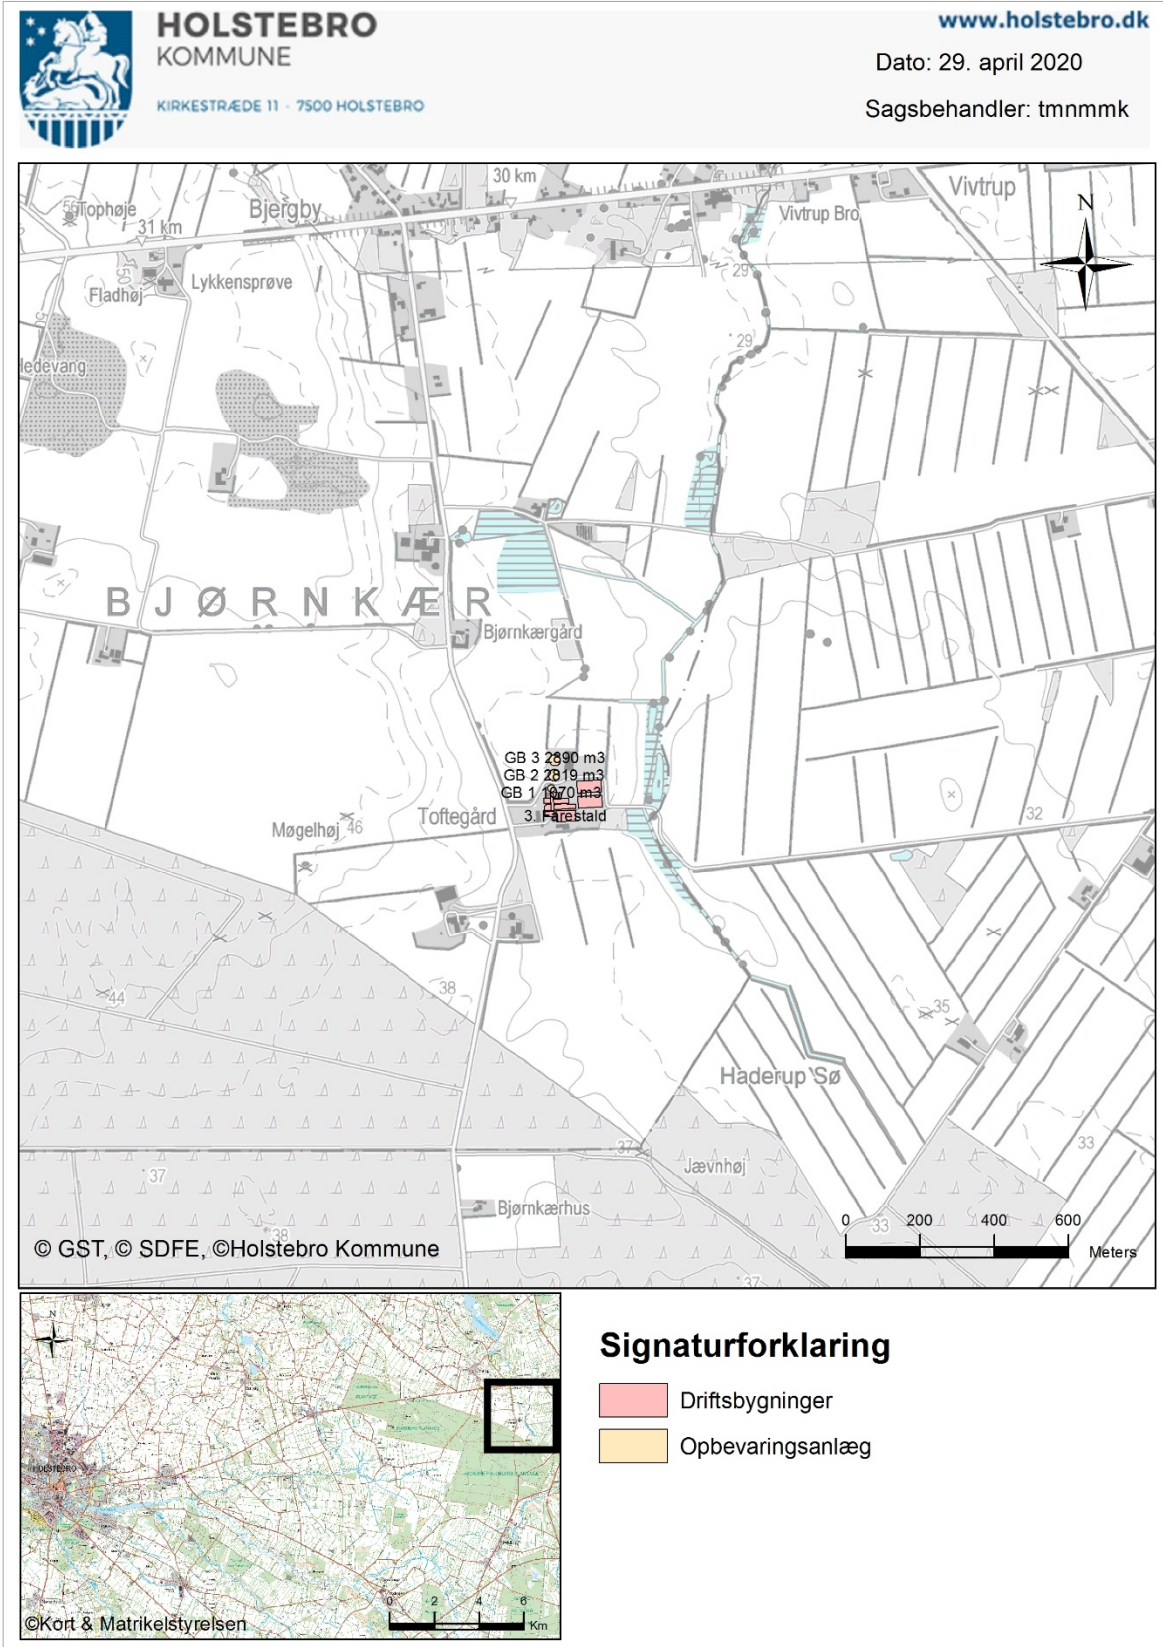 HOLSTEBRO
KOMMUNE
KIRKESTRÆDE 11 · 7500 HOLSTEBRO
www.holstebro.dk
Dato: 29. april 2020
Sagsbehandler: tmnmmk
30 km
Vivtrup
Tophøje
Bjergby
Vivtrup Bro
31 km
N
Lykkensprøve
Fladhøj
29
29
BJØRNKÆR
Bjørnkærgård
GB 3 2890 m3
GB 2 2819 m3
GB 1 1070 m3
3. Farestald
Toftegård
Møgelhøj 46
32
38
44
35
Haderup Sø
37
33
Jævnhøj
37
Bjørnkærhus
33
38
37
0 200 400 600
Meters
© GST, © SDFE, ©Holstebro Kommune
N
HOLSTEBRO
0 2 4 6
Km
©Kort & Matrikelstyrelsen
Signaturforklaring
Driftsbygninger
Opbevaringsanlæg